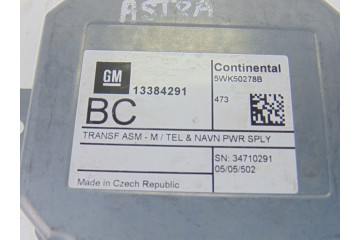 ASTRA
GM 13384291
BC
Continental
5WK50278B
473
TRANSF ASM - M / TEL & NAVN PWR SPLY
SN: 34710291
05/05/502
Made in Czech Republic